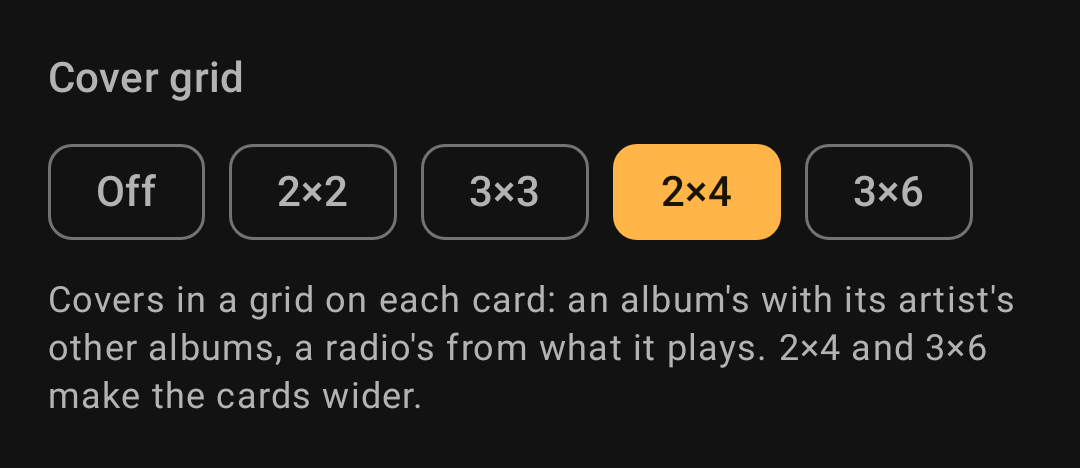 Cover grid
Off 2×2 3×3 2×4 3×6
Covers in a grid on each card: an album's with its artist's
other albums, a radio's from what it plays. 2×4 and 3×6
make the cards wider.